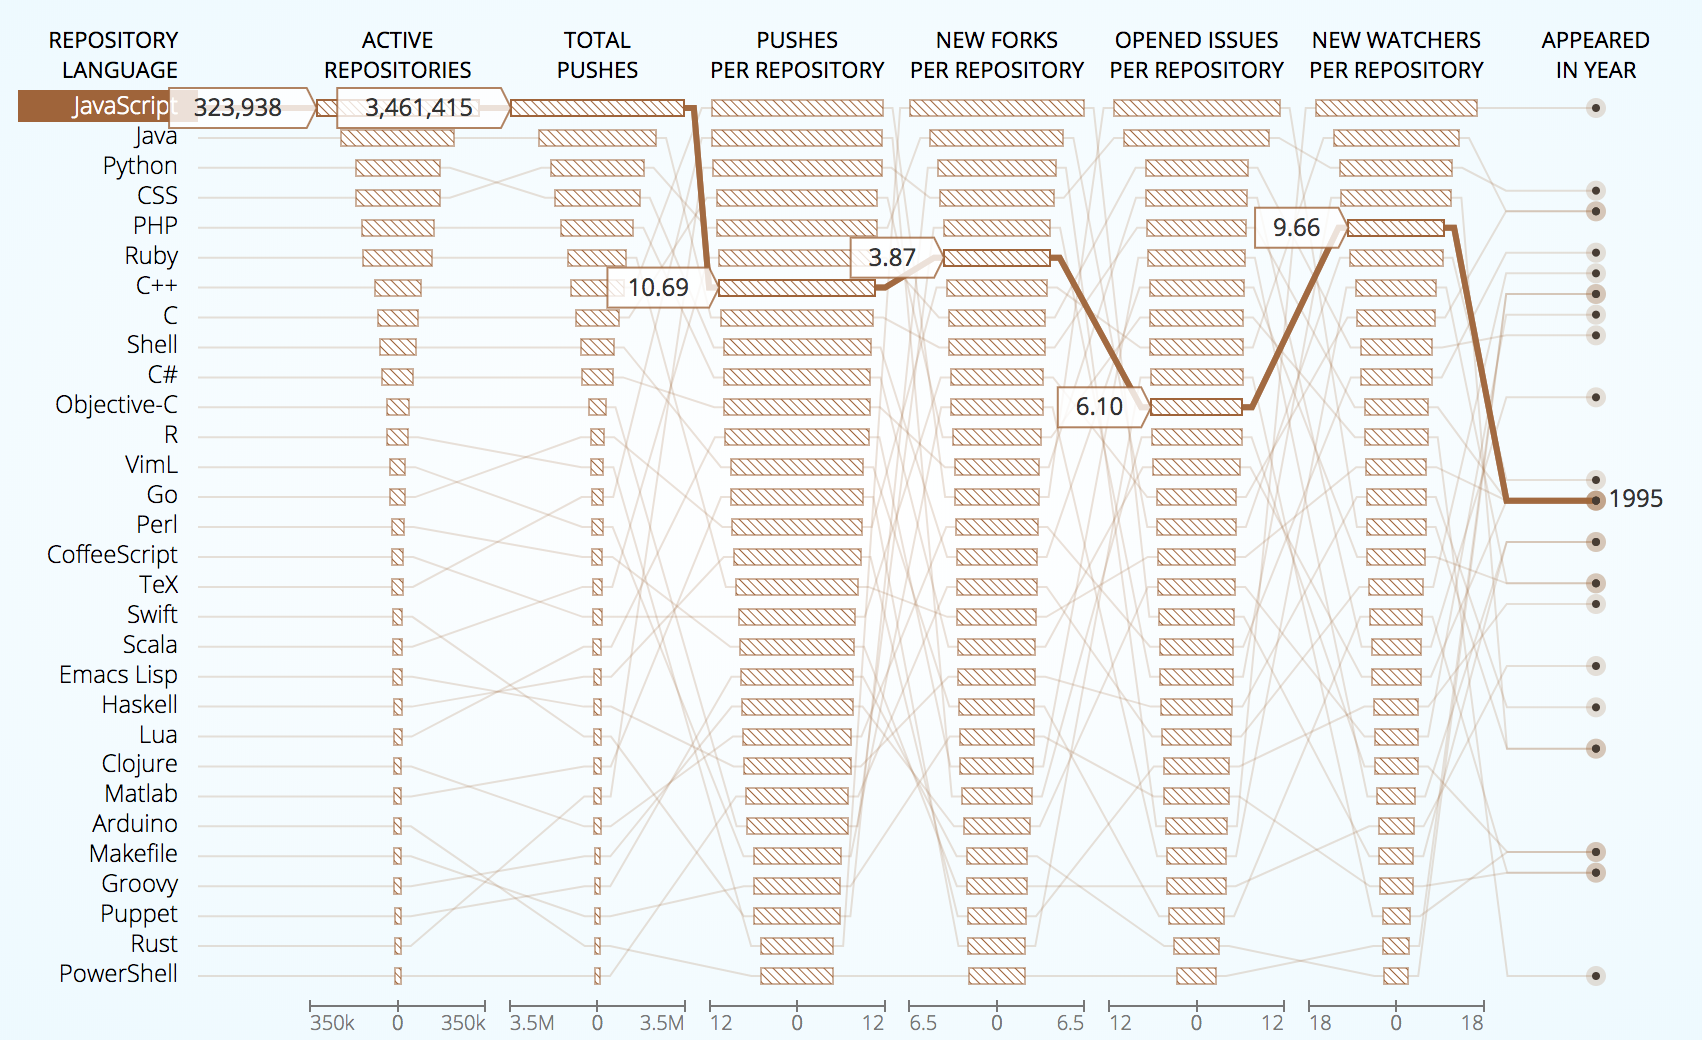 REPOSITORY LANGUAGE
ACTIVE REPOSITORIES
TOTAL PUSHES
PUSHES PER REPOSITORY
NEW FORKS PER REPOSITORY
OPENED ISSUES PER REPOSITORY
NEW WATCHERS PER REPOSITORY
APPEARED IN YEAR
JavaScript
323,938
3,461,415
Java
Python
CSS
PHP
9.66
Ruby
3.87
C++
10.69
C
Shell
C#
Objective-C
6.10
R
VimL
Go
1995
Perl
CoffeeScript
TeX
Swift
Scala
Emacs Lisp
Haskell
Lua
Clojure
Matlab
Arduino
Makefile
Groovy
Puppet
Rust
PowerShell
350k 0 350k
3.5M 0 3.5M
12 0 12
6.5 0 6.5
12 0 12
18 0 18